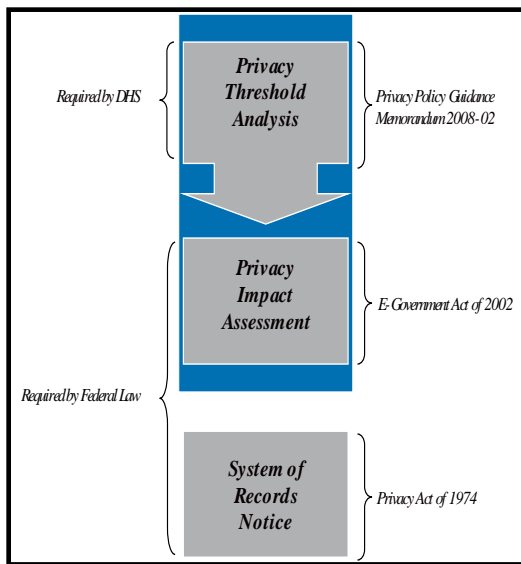 Required by DHS
Privacy
Threshold
Analysis
Privacy Policy Guidance
Memorandum 2008-02
Privacy
Impact
Assessment
E-Government Act of 2002
Required by Federal Law
System of
Records
Notice
Privacy Act of 1974